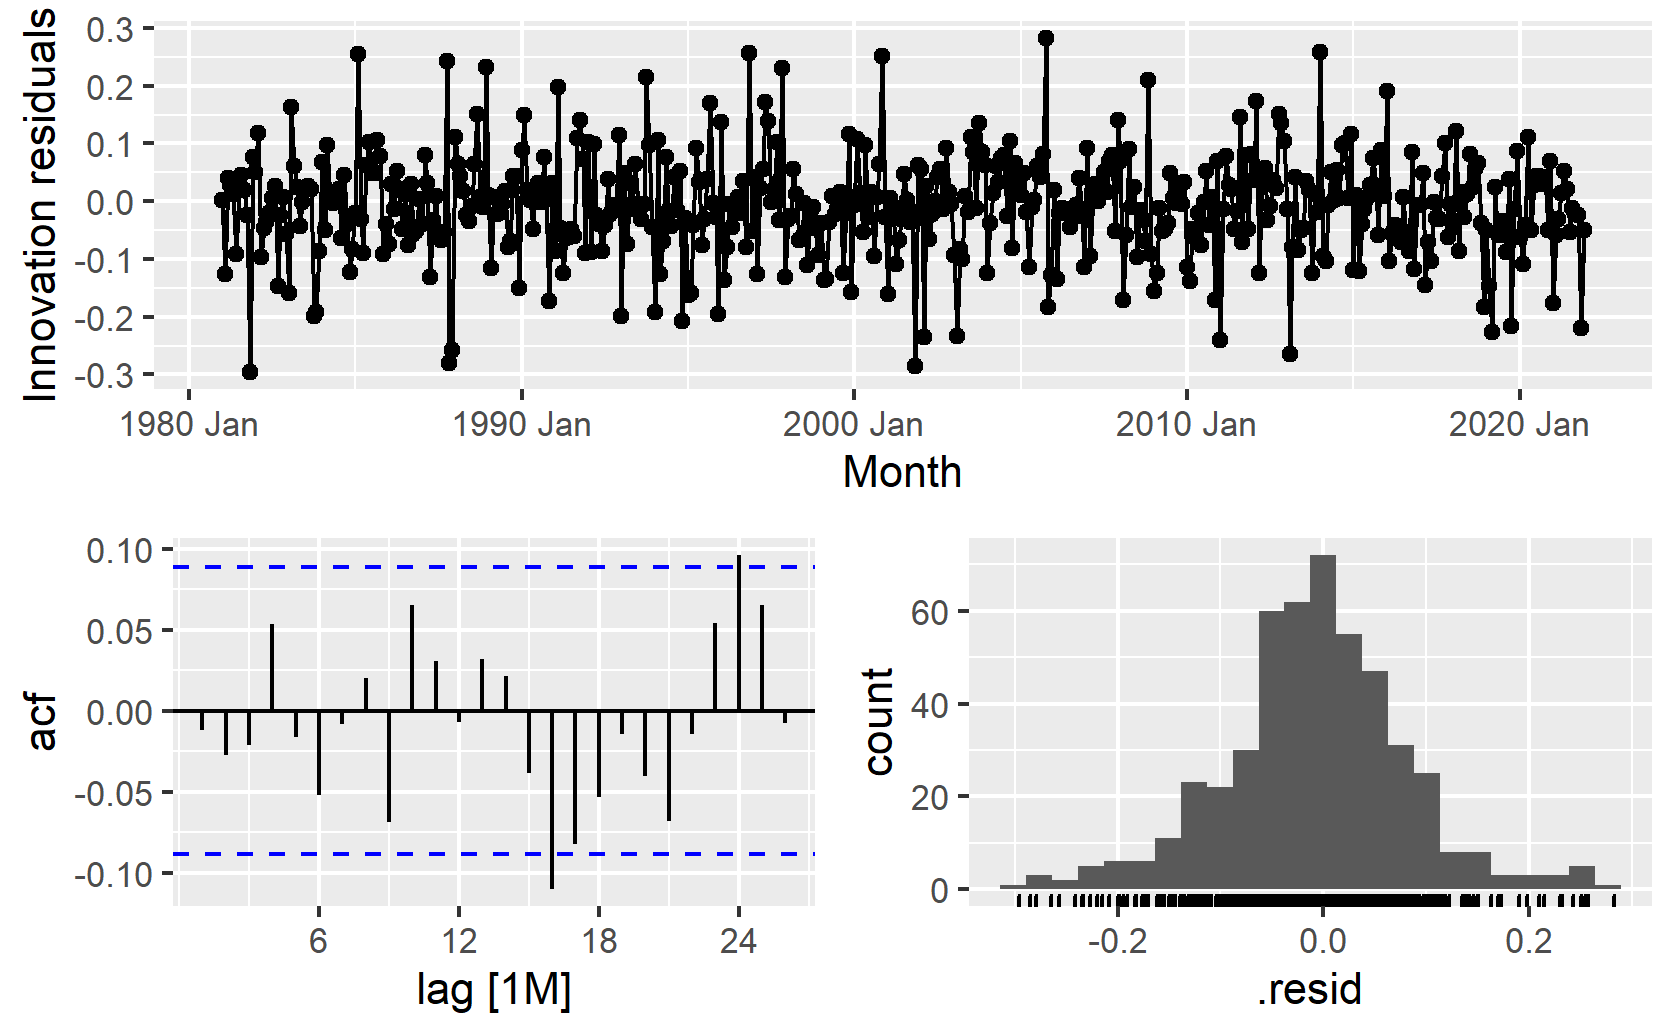 Innovation residuals
0.3
0.2
0.1
0.0
-0.1
-0.2
-0.3
1980 Jan 1990 Jan 2000 Jan 2010 Jan 2020 Jan
Month
acf
0.10
0.05
0.00
-0.05
-0.10
6 12 18 24
lag [1M]
count
60
40
20
0
-0.2 0.0 0.2
.resid